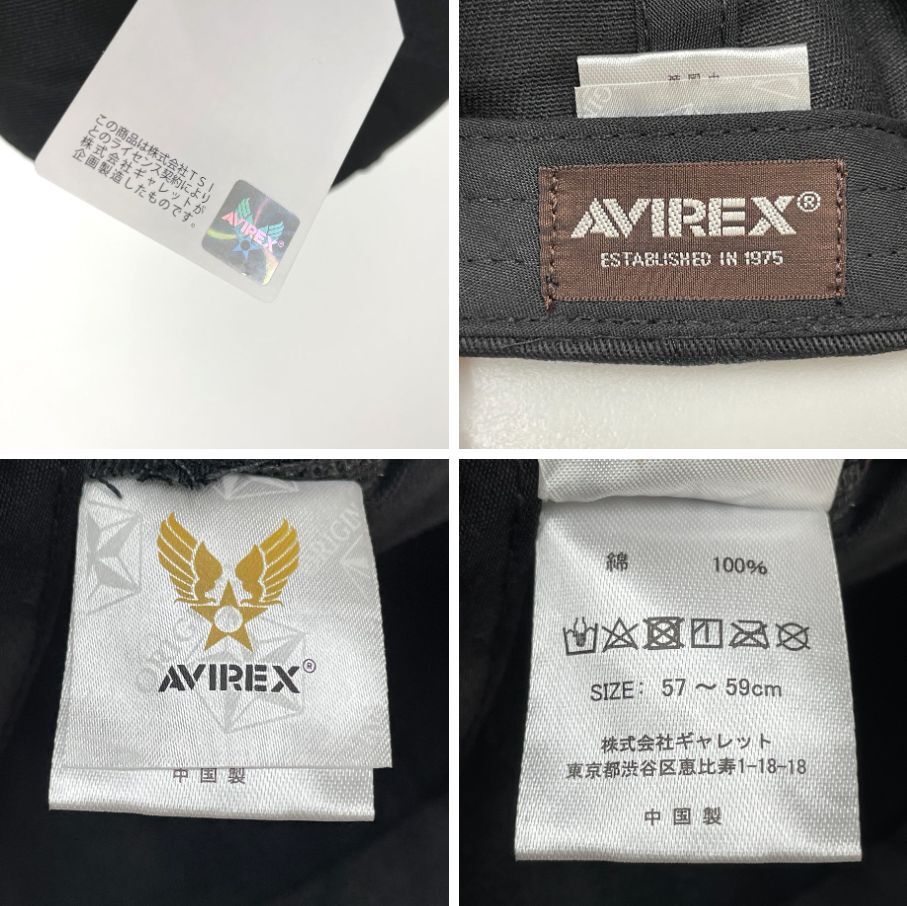 この商品は株式会社TSI
とのライセンス契約により
株式会社ギャレットが
企画製造したものです。
AVIREX®
AVIREX®
ESTABLISHED IN 1975
ORIGI
ORIGI
AVIREX®
中国製
綿 100%
SIZE: 57～59cm
株式会社ギャレット
東京都渋谷区恵比寿1-18-18
中国製